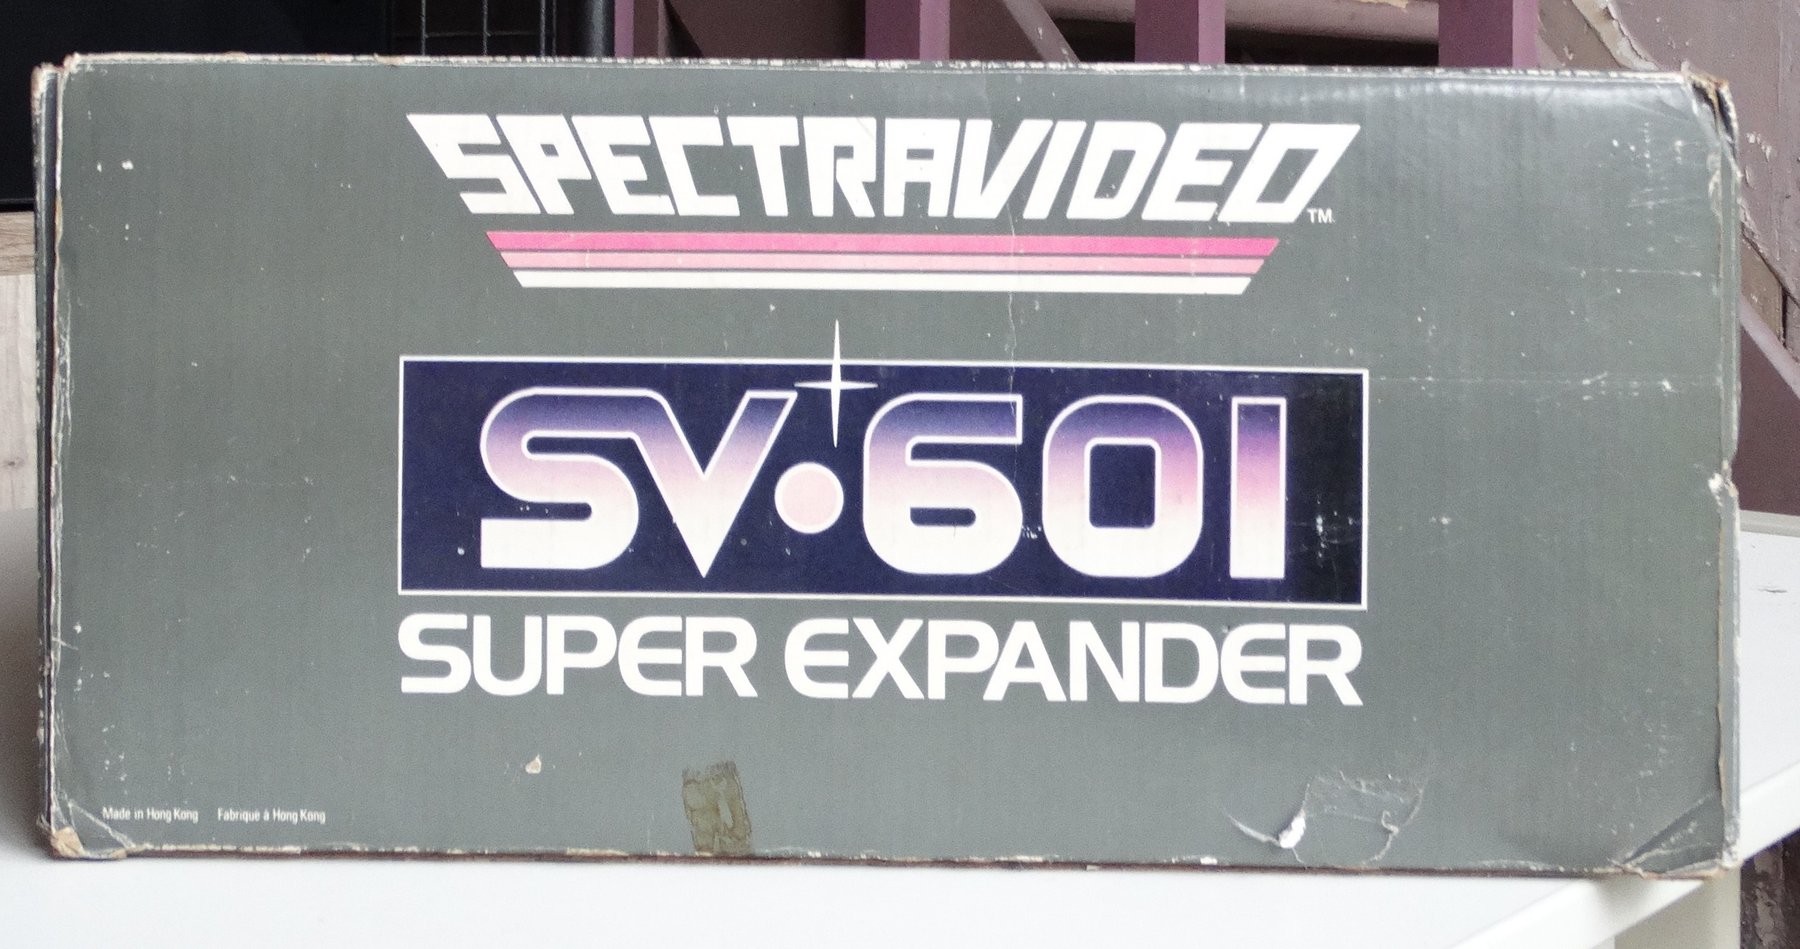 SPECTRAVIDEO™
SV·601
SUPER EXPANDER
Made in Hong Kong Fabriqué à Hong Kong